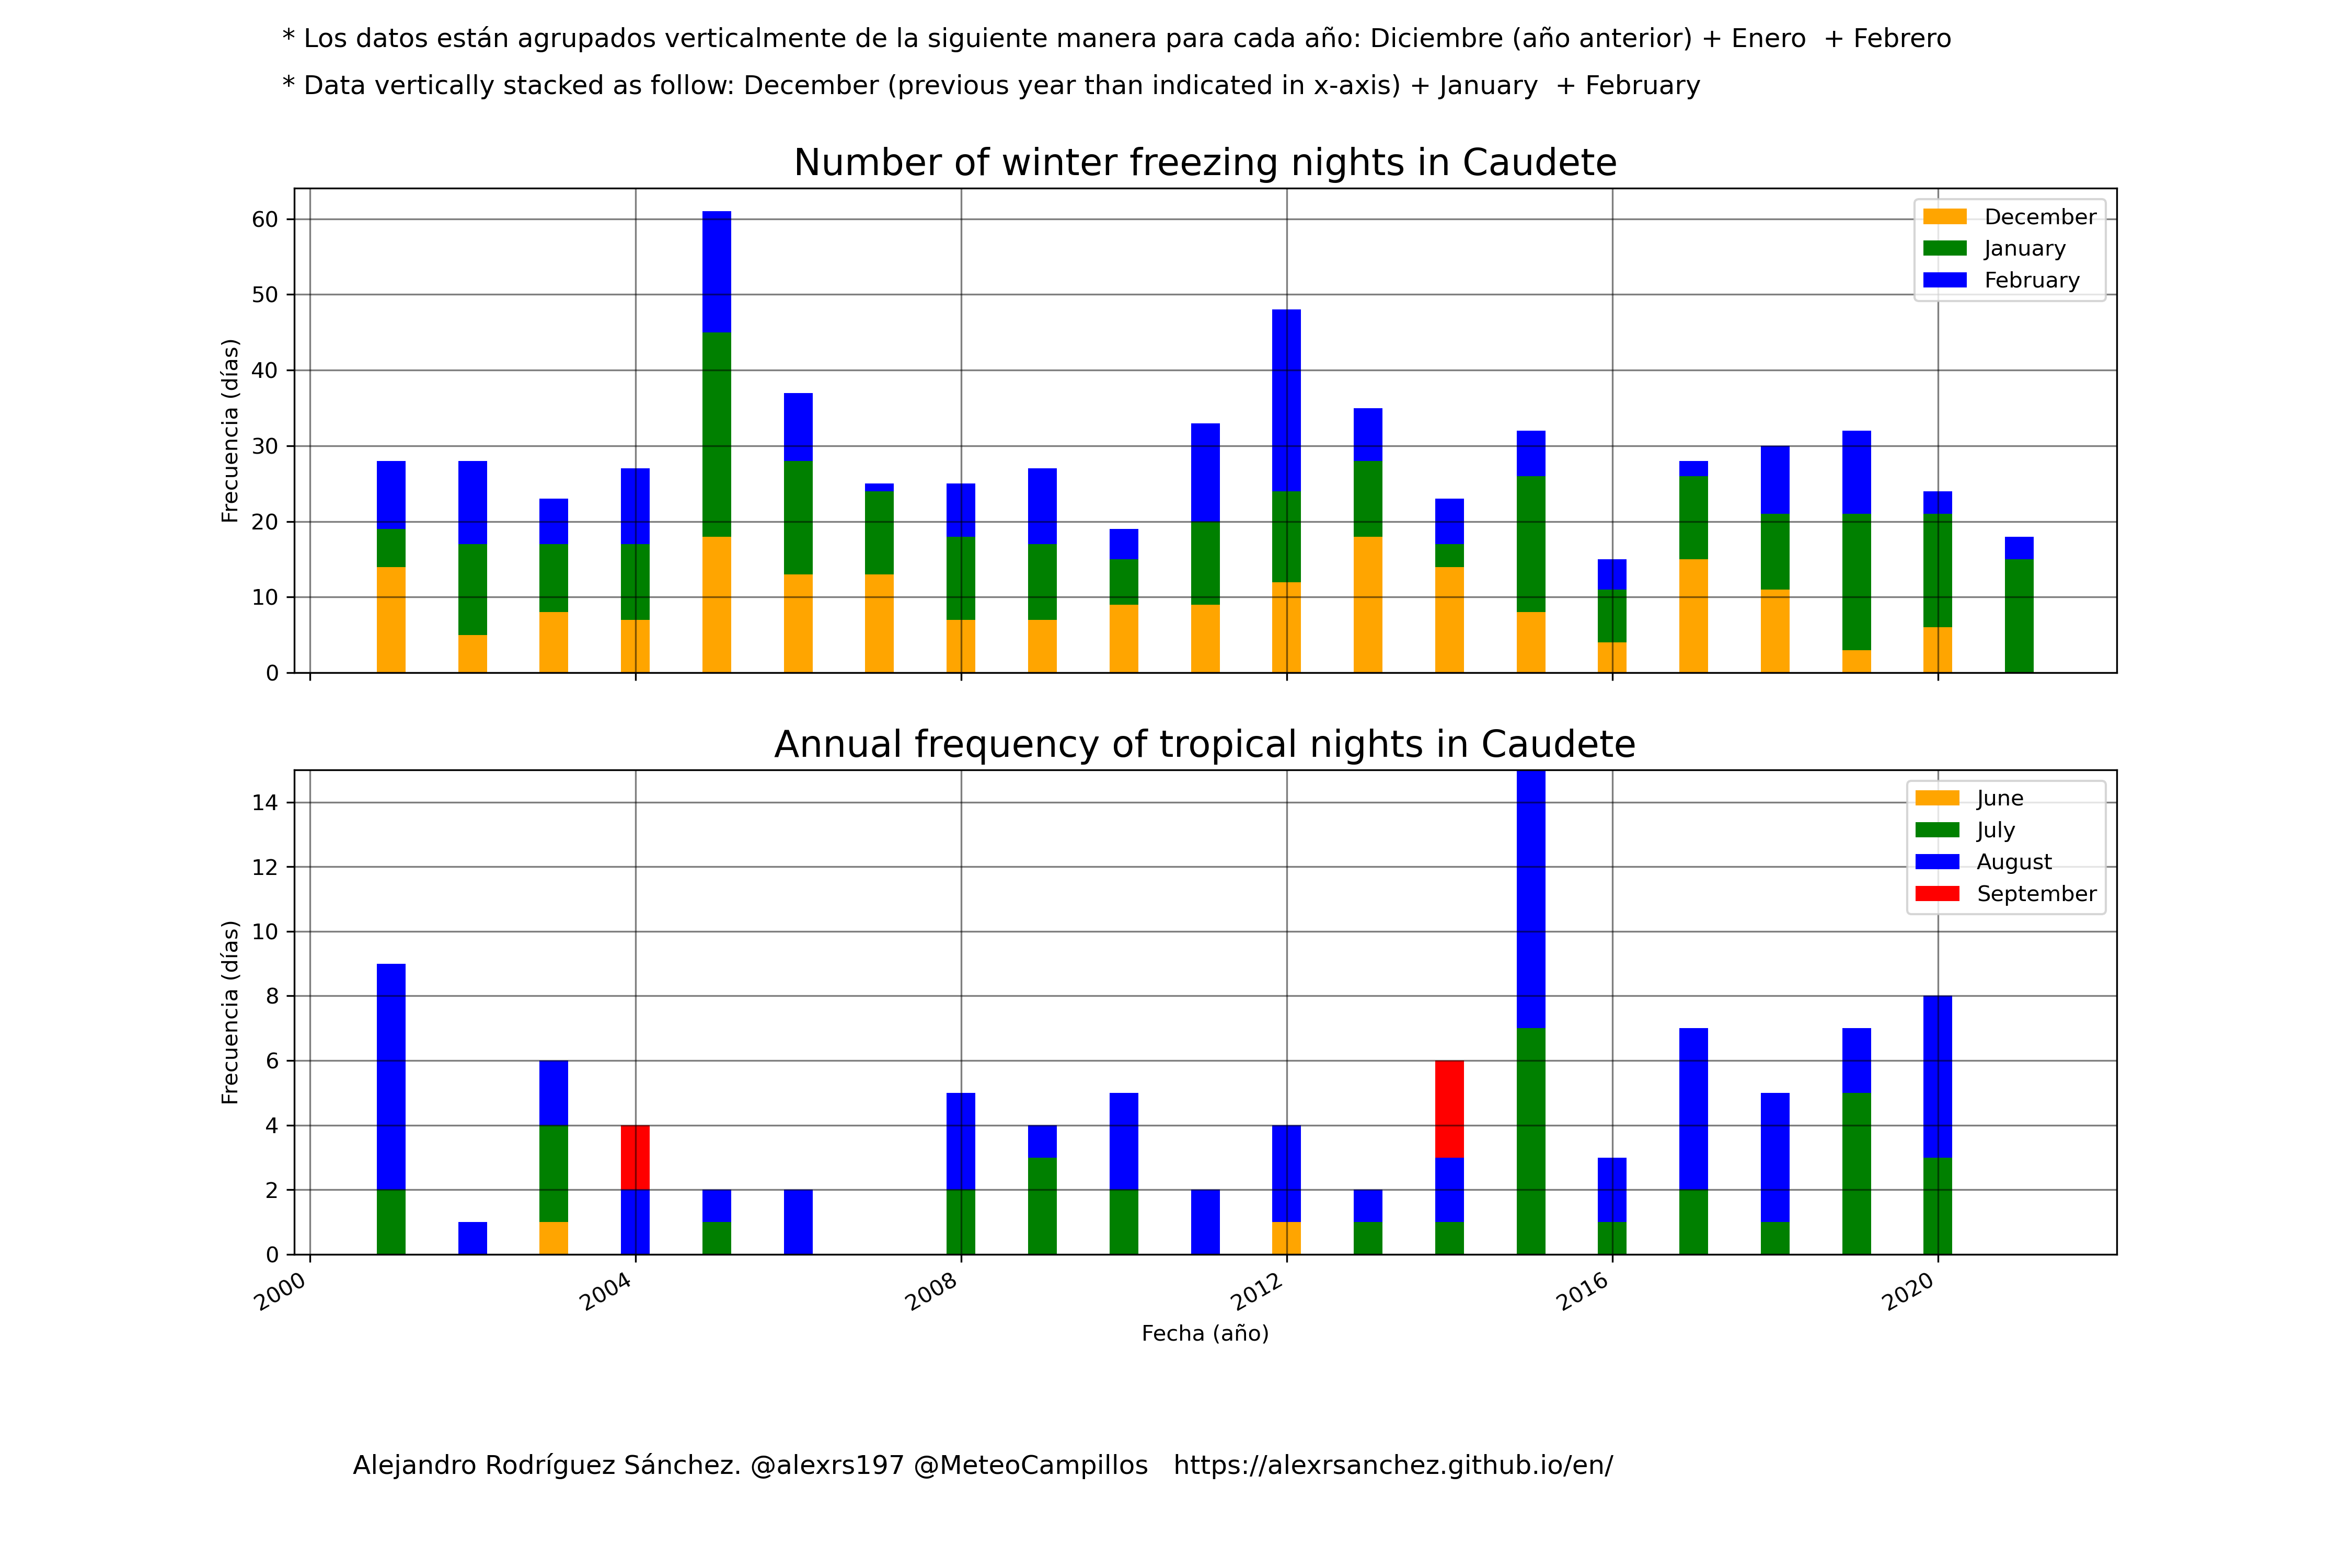 * Los datos están agrupados verticalmente de la siguiente manera para cada año: Diciembre (año anterior) + Enero  + Febrero
* Data vertically stacked as follow: December (previous year than indicated in x-axis) + January  + February
Number of winter freezing nights in Caudete
Frecuencia (días)
60
50
40
30
20
10
0
December
January
February
Annual frequency of tropical nights in Caudete
Frecuencia (días)
14
12
10
8
6
4
2
0
June
July
August
September
2000 2004 2008 2012 2016 2020
Fecha (año)
Alejandro Rodríguez Sánchez. @alexrs197 @MeteoCampillos   https://alexrsanchez.github.io/en/